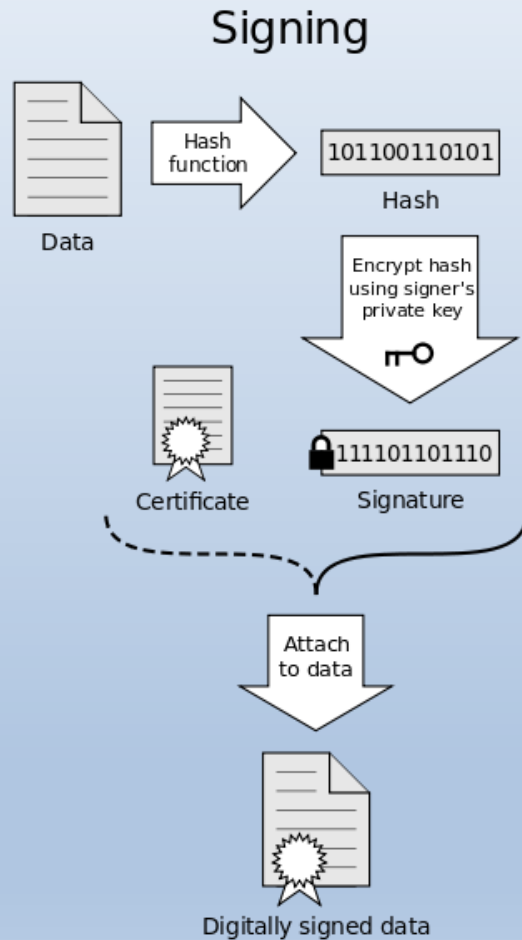 Signing
Hash
function
101100110101
Hash
Data
Encrypt hash
using signer's
private key
111101101110
Certificate
Signature
Attach
to data
Digitally signed data